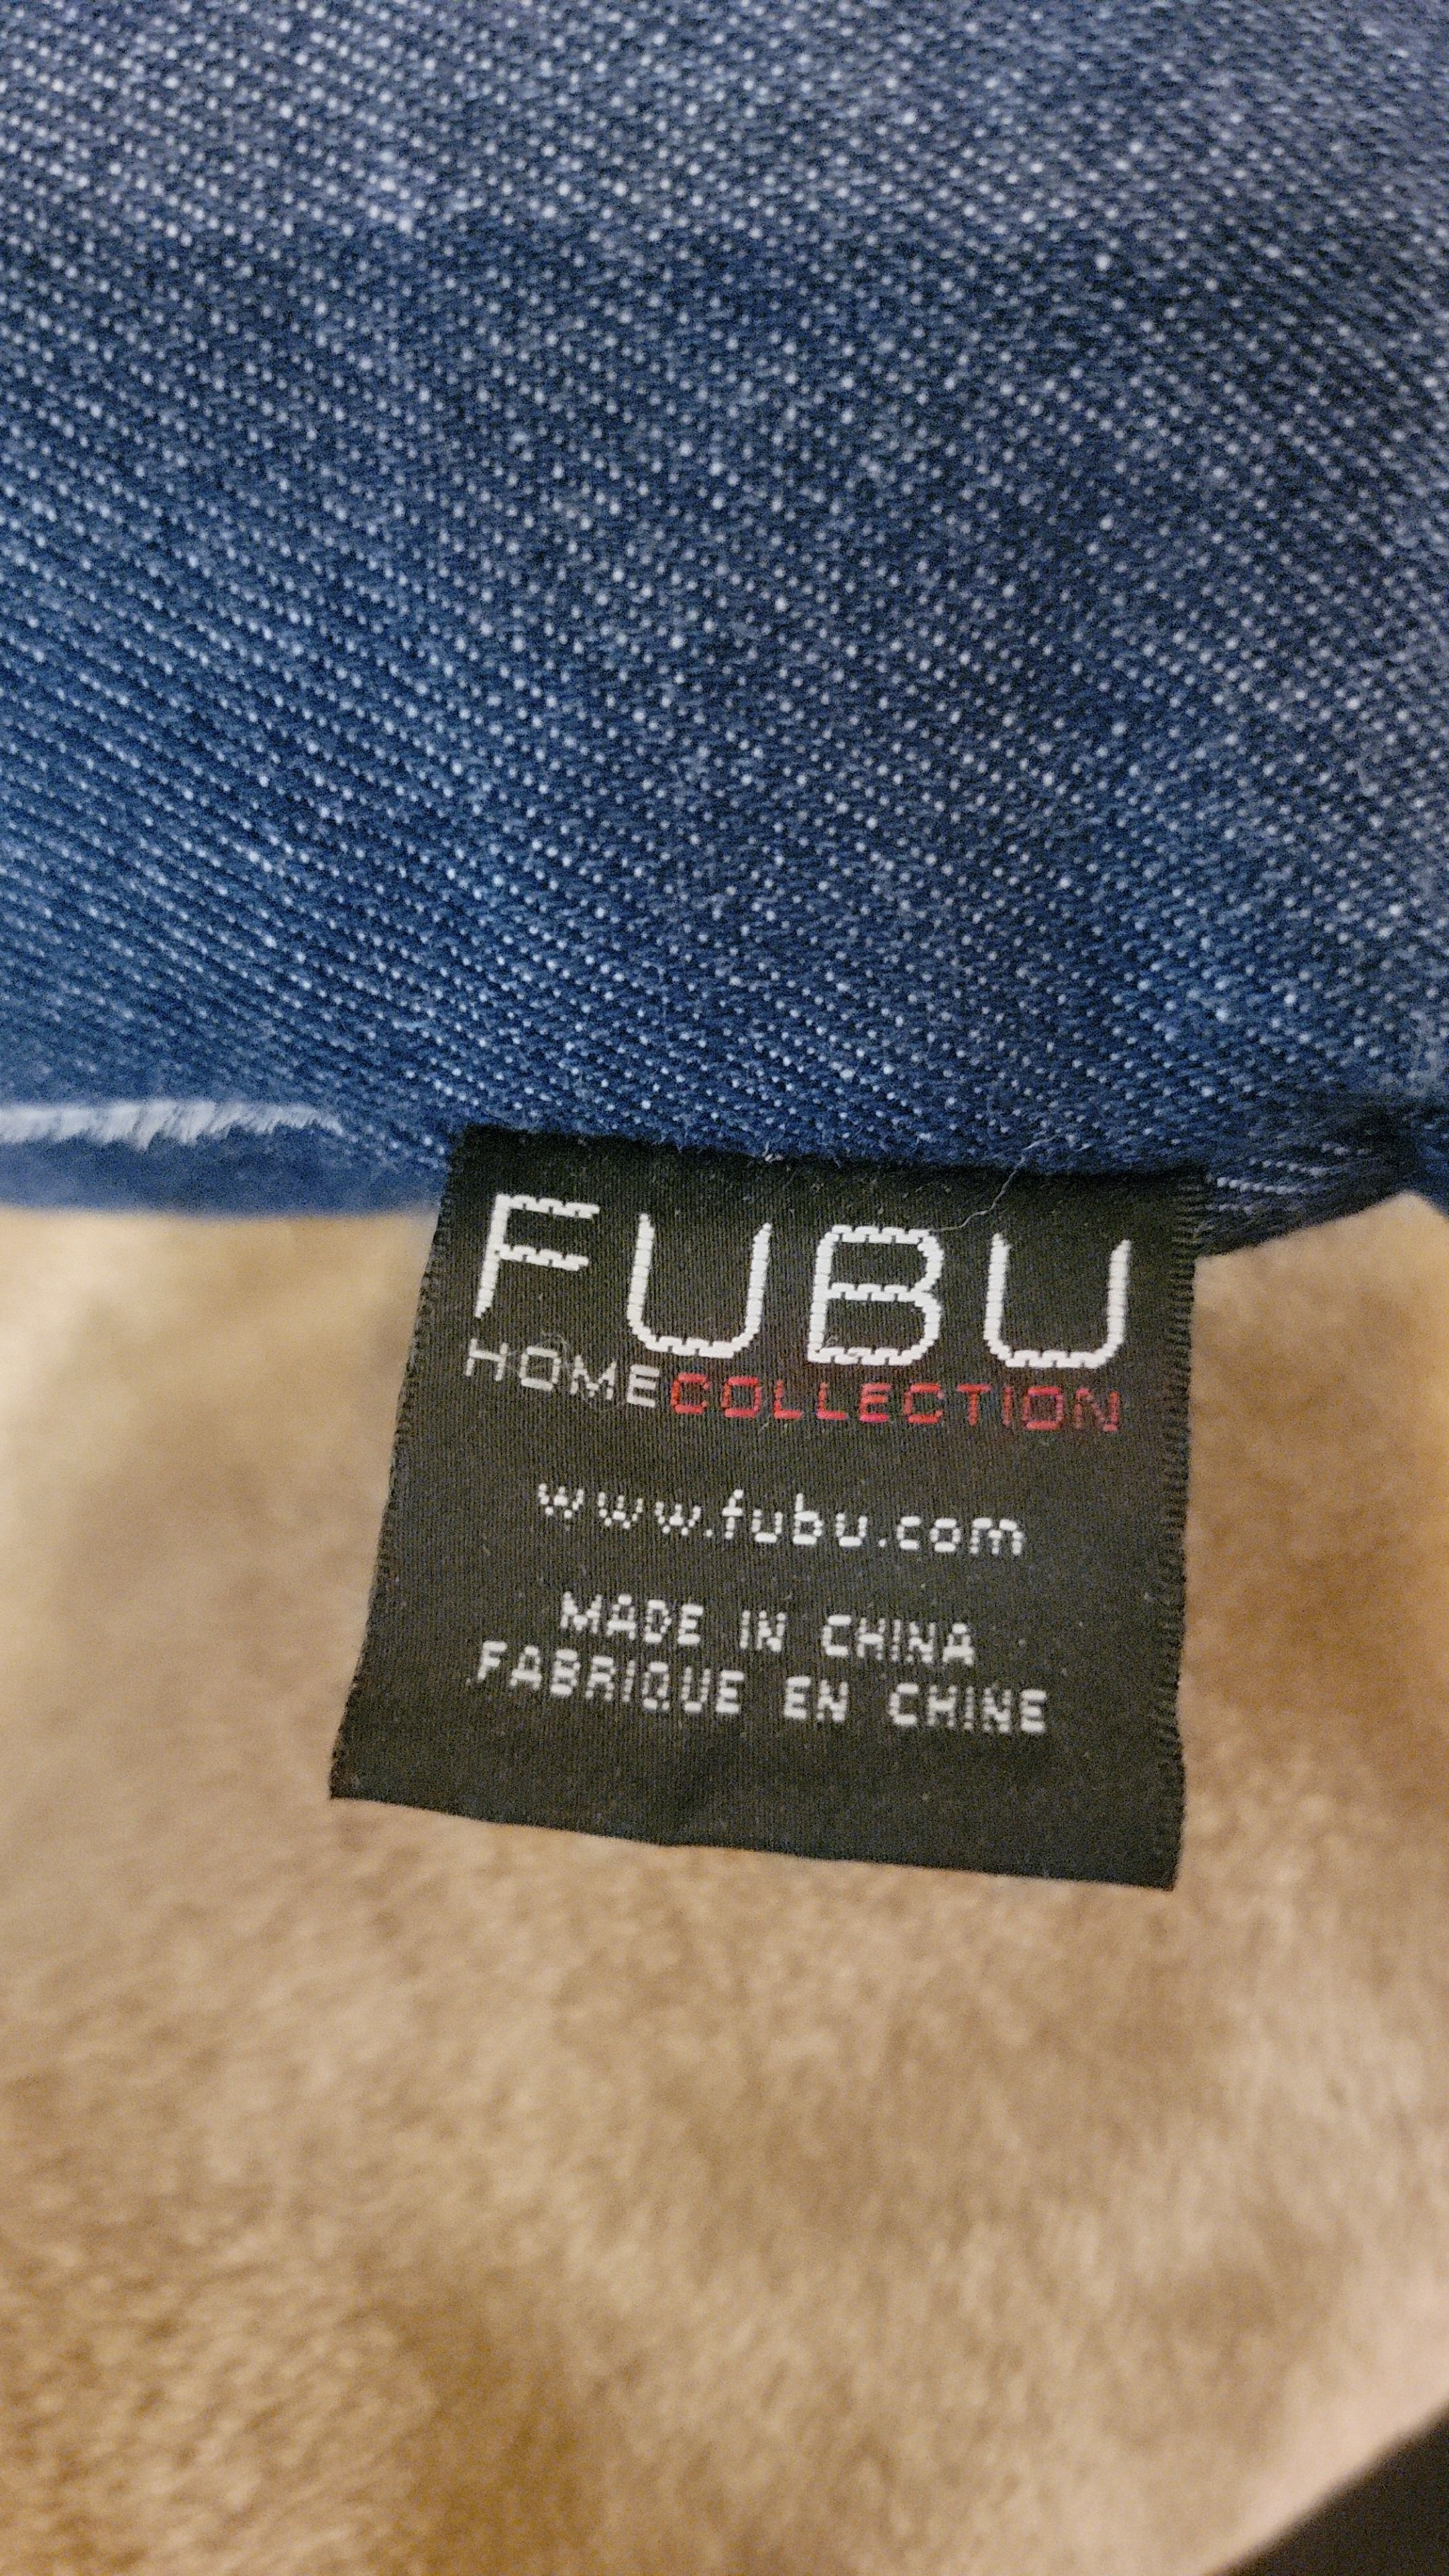 FUBU
HOMECOLLECTION
www.fubu.com
MADE IN CHINA
FABRIQUE EN CHINE